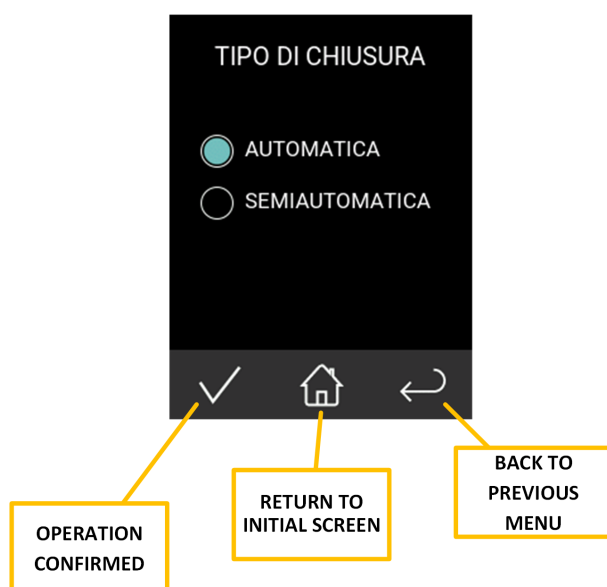 TIPO DI CHIUSURA
AUTOMATICA
SEMIAUTOMATICA
OPERATION
CONFIRMED
RETURN TO
INITIAL SCREEN
BACK TO
PREVIOUS
MENU